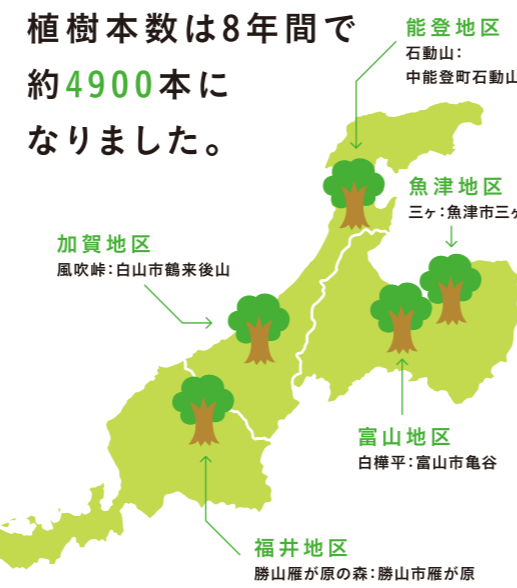 植樹本数は8年間で
約4900本に
なりました。
能登地区
石動山：
中能登町石動山
魚津地区
三ヶ：魚津市三ヶ
加賀地区
風吹峠：白山市鶴来後山
富山地区
白樺平：富山市亀谷
福井地区
勝山雁が原の森：勝山市雁が原